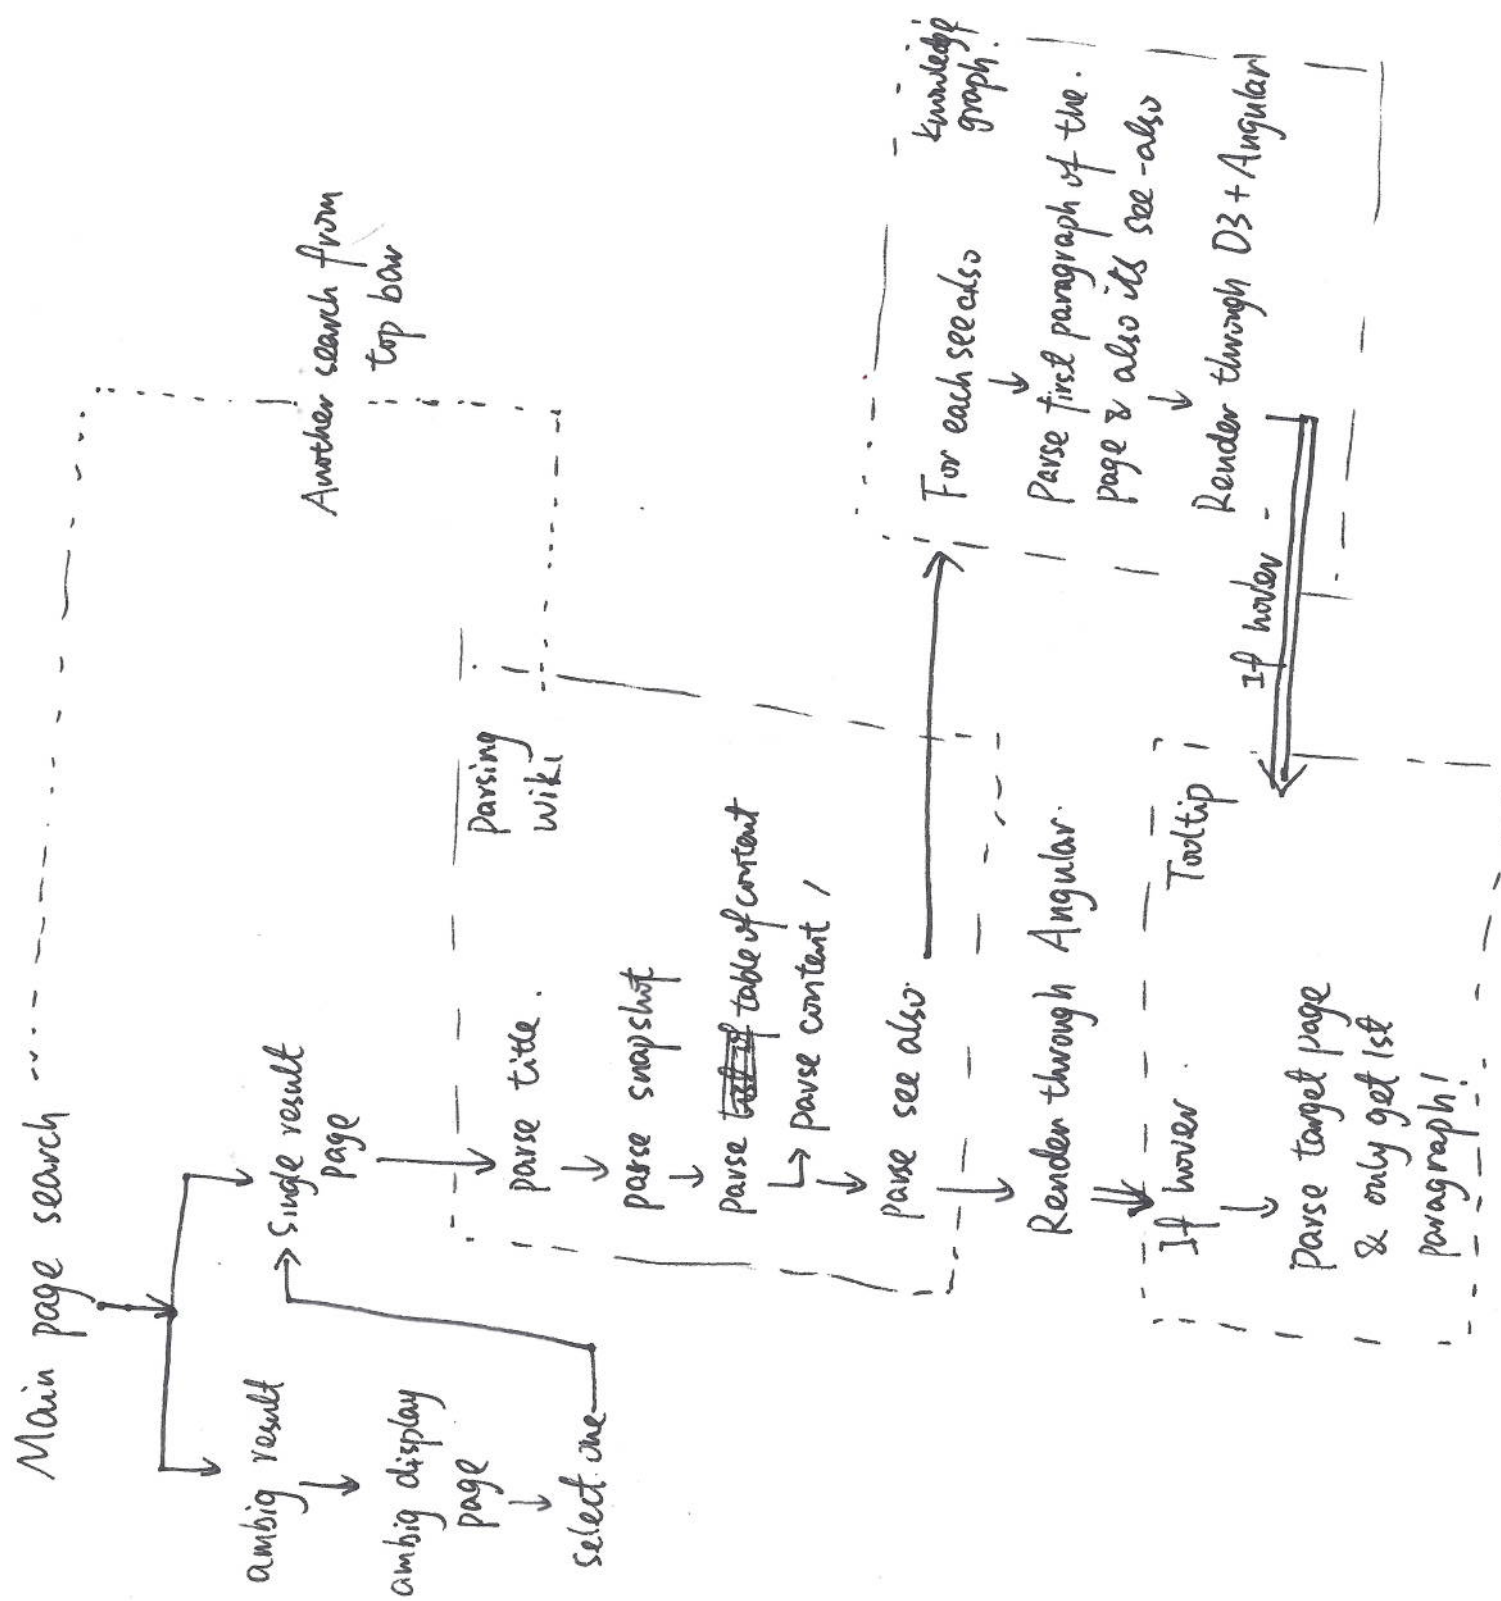 Main page search
ambig result
ambig display
page
select one
Single result
page
Another search from
top bar
Parsing
wiki
parse title.
parse snapshot
parse table of content
parse content,
parse see also
Render through Angular.
Tooltip
If hover
parse target page
& only get 1st
paragraph!
knowledge
graph.
For each see also
Parse first paragraph of the.
page & also its see-also
Render through D3 + Angular
If hover